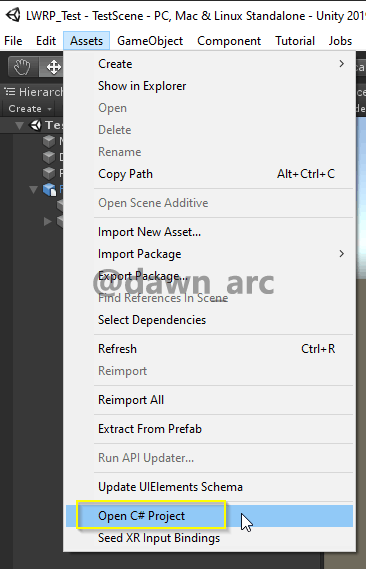 LWRP_Test - TestScene - PC, Mac & Linux Standalone - Unity 201
File Edit Assets GameObject Component Tutorial Jobs
Hierarch
Create
Tes
Create
Show in Explorer
Open
Delete
Rename
Copy Path Alt+Ctrl+C
Open Scene Additive
Import New Asset...
Import Package
Export Package...
@dawn_arc
Find References In Scene
Select Dependencies
Refresh Ctrl+R
Reimport
Reimport All
Extract From Prefab
Run API Updater...
Update UIElements Schema
Open C# Project
Seed XR Input Bindings